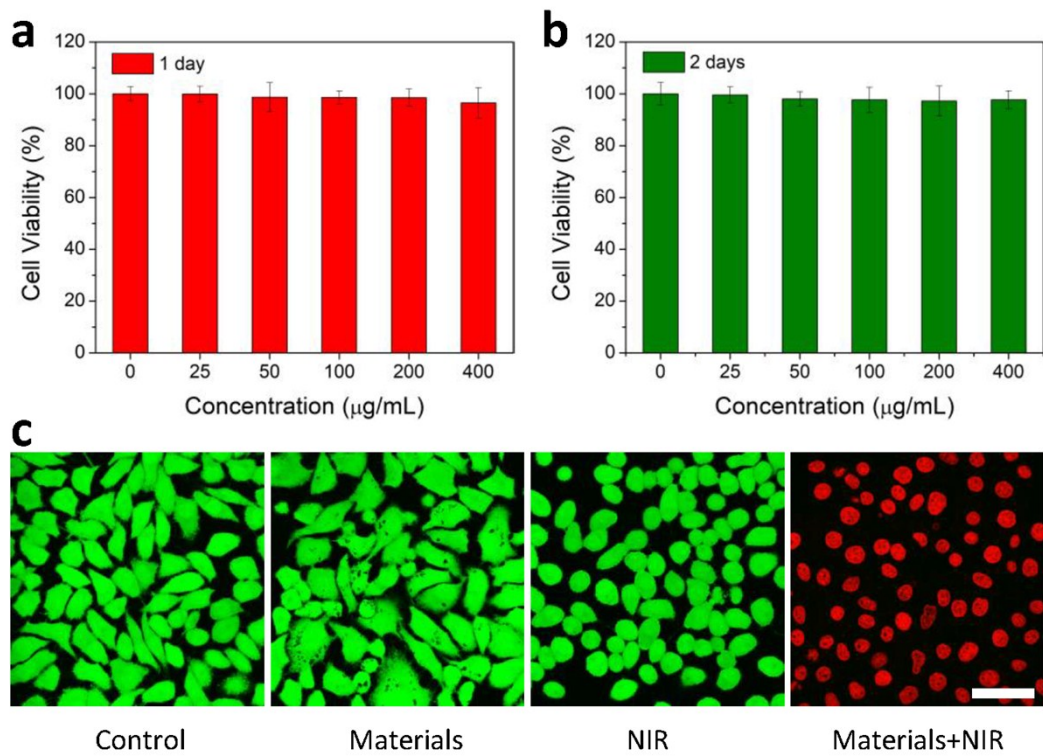 a
120
100
80
60
40
20
0
Cell Viability (%)
1 day
0 25 50 100 200 400
Concentration (μg/mL)
b
120
100
80
60
40
20
0
Cell Viability (%)
2 days
0 25 50 100 200 400
Concentration (μg/mL)
c
Control Materials NIR Materials+NIR